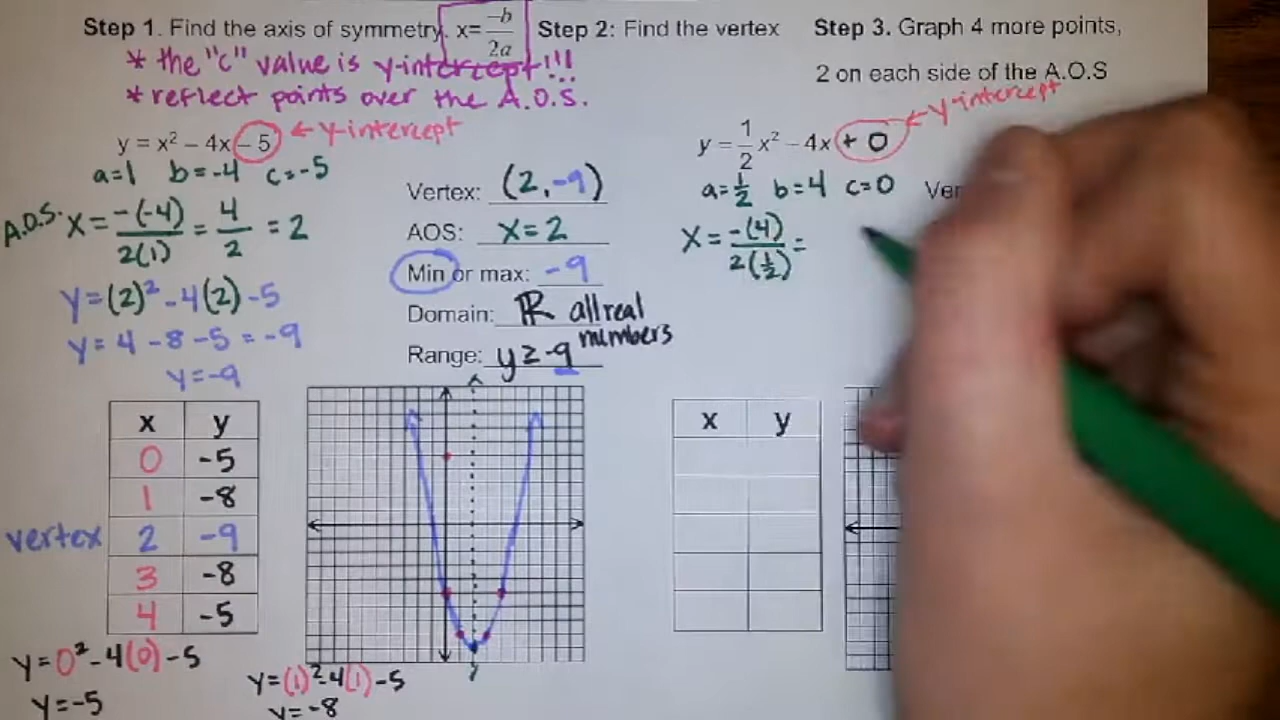 Step 1. Find the axis of symmetry. x= -b/2a
Step 2: Find the vertex
Step 3. Graph 4 more points,
2 on each side of the A.O.S
* the "c" value is y-intercept!!!
* reflect points over the A.O.S.
y = x² − 4x − 5 ← y-intercept
a=1 b=-4 c=-5
A.O.S. x = -(-4)/2(1) = 4/2 = 2
y = (2)² - 4(2) - 5
y = 4 - 8 - 5 = -9
y = -9
Vertex: (2, -9)
AOS: x = 2
Min or max: -9
Domain: ℝ all real
numbers
Range: y ≥ -9
x y
0 -5
1 -8
vertex 2 -9
3 -8
4 -5
y = 0² - 4(0) - 5
y = -5
y = (1)² - 4(1) - 5
y = -8
y = 1/2 x² − 4x + 0 ← y-intercept
a = 1/2 b = 4 c = 0
x = -(4)/2(1/2) =
x y